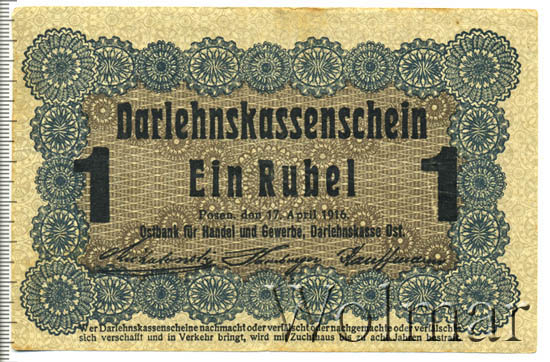 Darlehnskassenschein
1 Ein Rubel 1
Posen, den 17. April 1916.
Ostbank für Handel und Gewerbe, Darlehnskasse Ost.
Wer Darlehnskassenscheine nachmacht oder verfälscht oder nachgemachte oder verfälschte
sich verschafft und in Verkehr bringt, wird mit Zuchthaus bis zu acht Jahren bestraft.
Wolmar